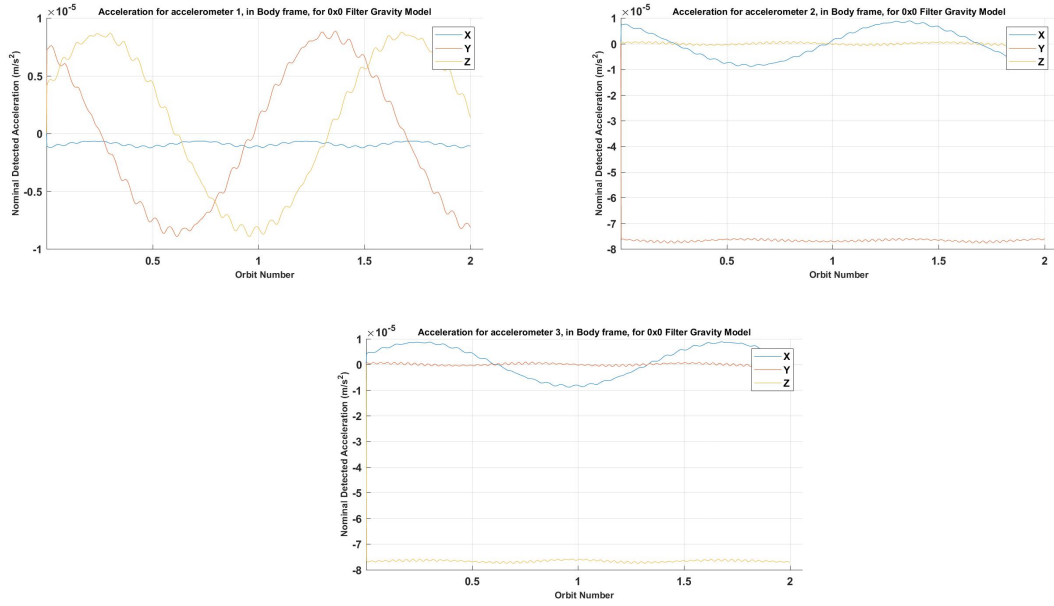 Acceleration for accelerometer 1, in Body frame, for 0x0 Filter Gravity Model
×10⁻⁵
1
0.5
0
-0.5
-1
Nominal Detected Acceleration (m/s²)
0.5
1
1.5
2
Orbit Number
X
Y
Z
Acceleration for accelerometer 2, in Body frame, for 0x0 Filter Gravity Model
×10⁻⁵
1
0
-1
-2
-3
-4
-5
-6
-7
-8
Nominal Detected Acceleration (m/s²)
0.5
1
1.5
2
Orbit Number
X
Y
Z
Acceleration for accelerometer 3, in Body frame, for 0x0 Filter Gravity Model
×10⁻⁵
1
0
-1
-2
-3
-4
-5
-6
-7
-8
Nominal Detected Acceleration (m/s²)
0.5
1
1.5
2
Orbit Number
X
Y
Z